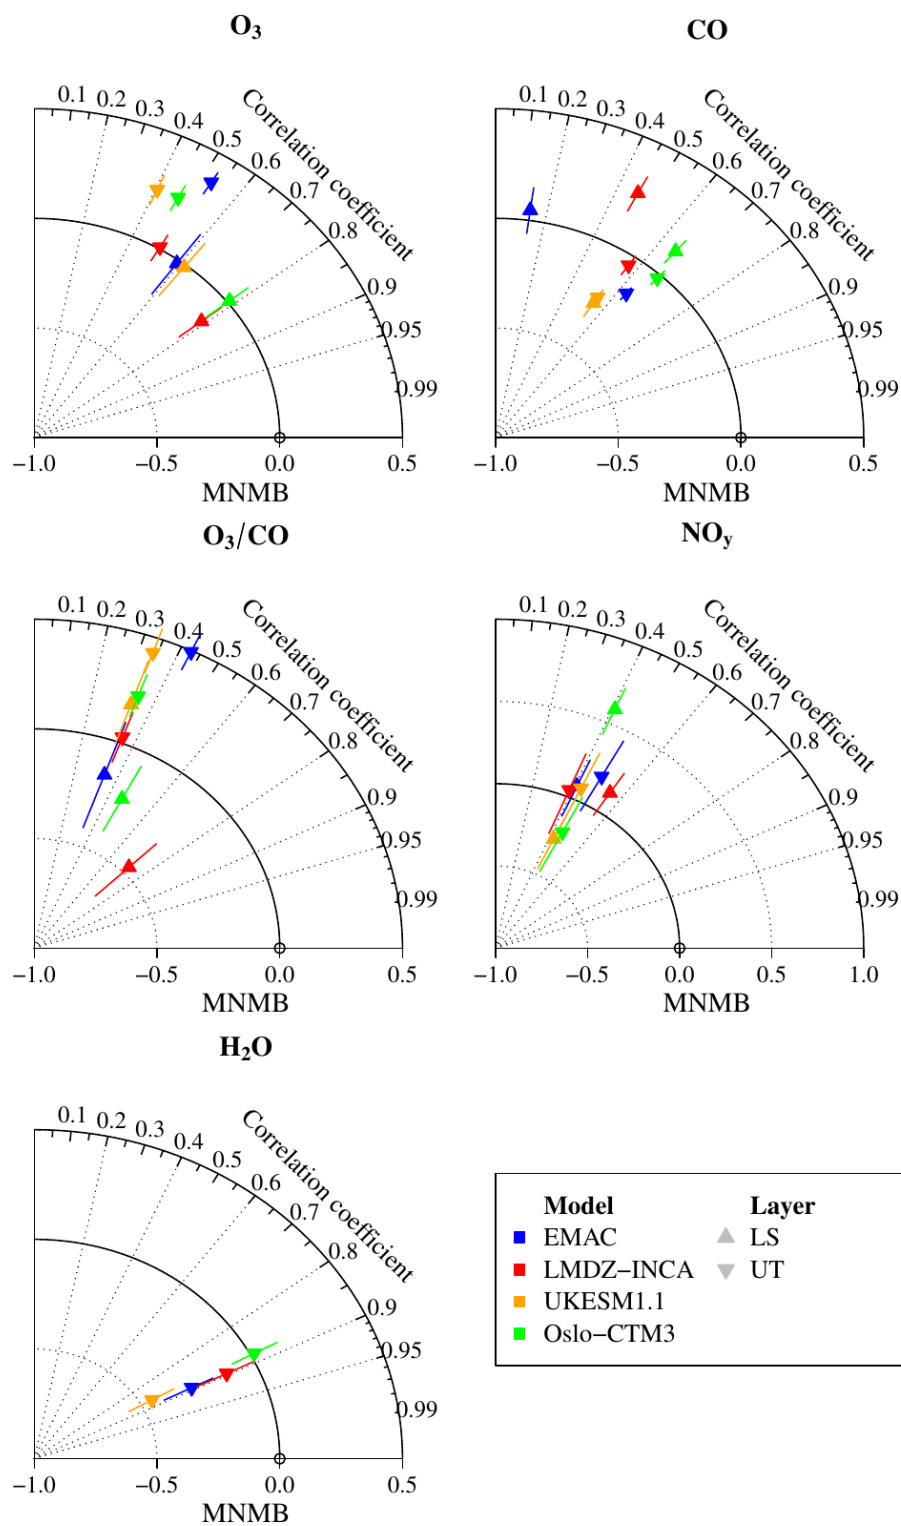 O₃
0.1 0.2 0.3 0.4 0.5 0.6 0.7 0.8 0.9 0.95 0.99
Correlation coefficient
−1.0 −0.5 0.0 0.5
MNMB
CO
0.1 0.2 0.3 0.4 0.5 0.6 0.7 0.8 0.9 0.95 0.99
Correlation coefficient
−1.0 −0.5 0.0 0.5
MNMB
O₃/CO
0.1 0.2 0.3 0.4 0.5 0.6 0.7 0.8 0.9 0.95 0.99
Correlation coefficient
−1.0 −0.5 0.0 0.5
MNMB
NOy
0.1 0.2 0.3 0.4 0.5 0.6 0.7 0.8 0.9 0.95 0.99
Correlation coefficient
−1.0 −0.5 0.0 0.5 1.0
MNMB
H₂O
0.1 0.2 0.3 0.4 0.5 0.6 0.7 0.8 0.9 0.95 0.99
Correlation coefficient
−1.0 −0.5 0.0 0.5
MNMB
Model Layer
EMAC LS
LMDZ−INCA UT
UKESM1.1
Oslo−CTM3